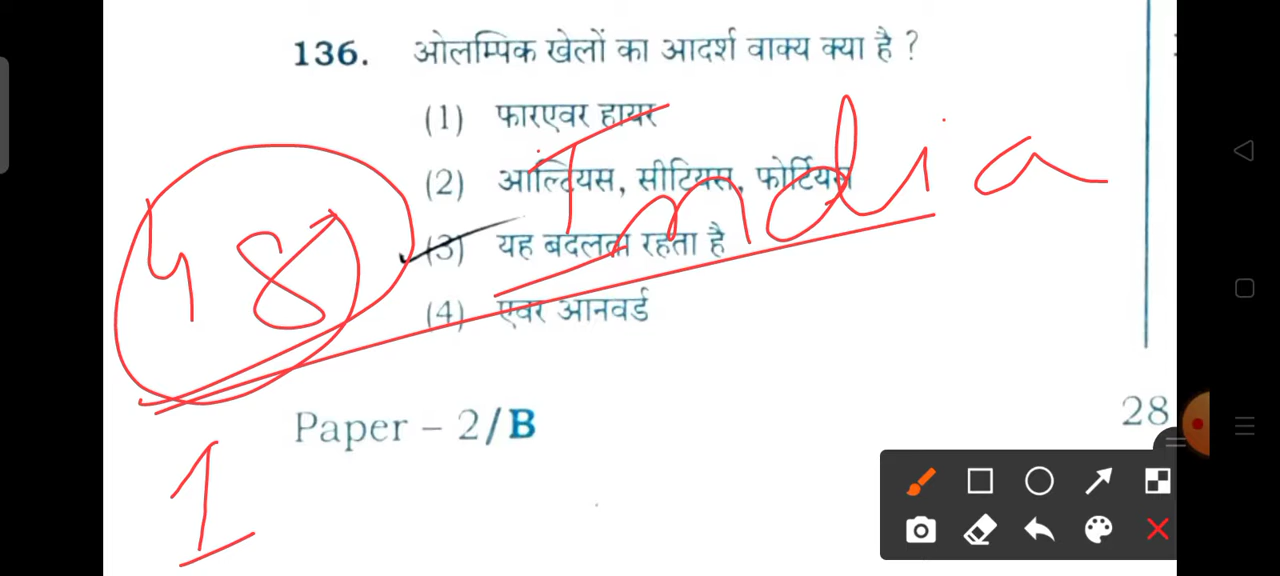 136. ओलम्पिक खेलों का आदर्श वाक्य क्या है ?
(1) फारएवर हायर
(2) आल्टियस, सीटियस, फोर्टियस
(3) यह बदलता रहता है
(4) एवर आनवर्ड
India
48
Paper – 2/B
28
1